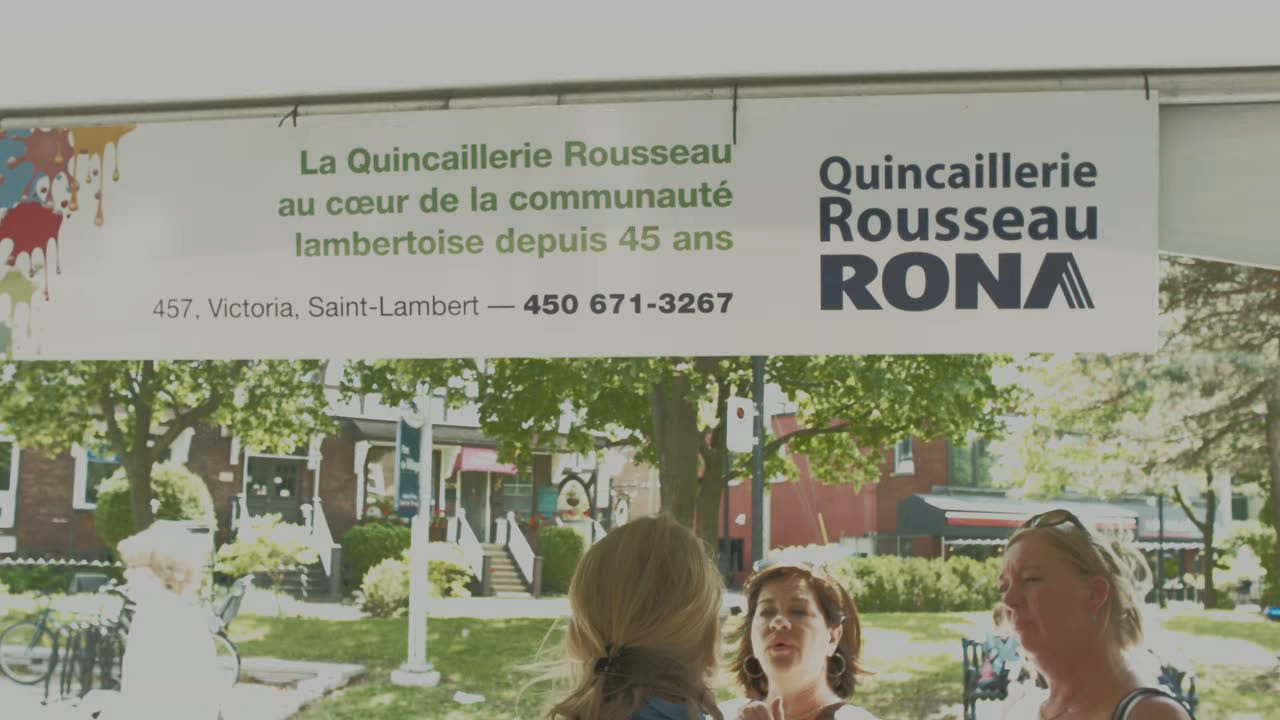 La Quincaillerie Rousseau
au cœur de la communauté
lambertoise depuis 45 ans
457, Victoria, Saint-Lambert — 450 671-3267
Quincaillerie
Rousseau
RONA